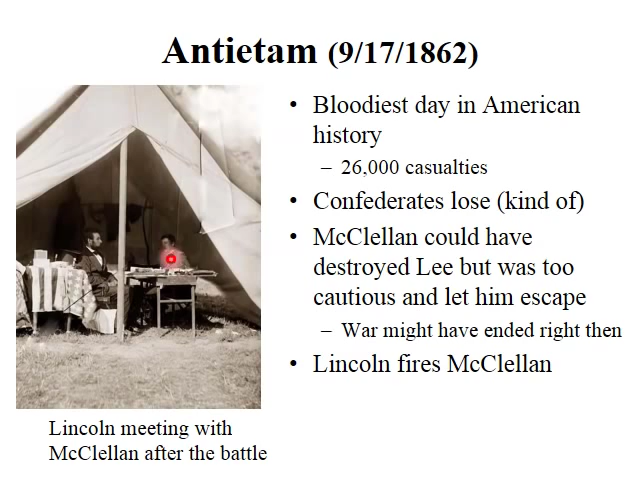 Antietam (9/17/1862)
• Bloodiest day in American
history
– 26,000 casualties
• Confederates lose (kind of)
• McClellan could have
destroyed Lee but was too
cautious and let him escape
– War might have ended right then
• Lincoln fires McClellan
Lincoln meeting with
McClellan after the battle